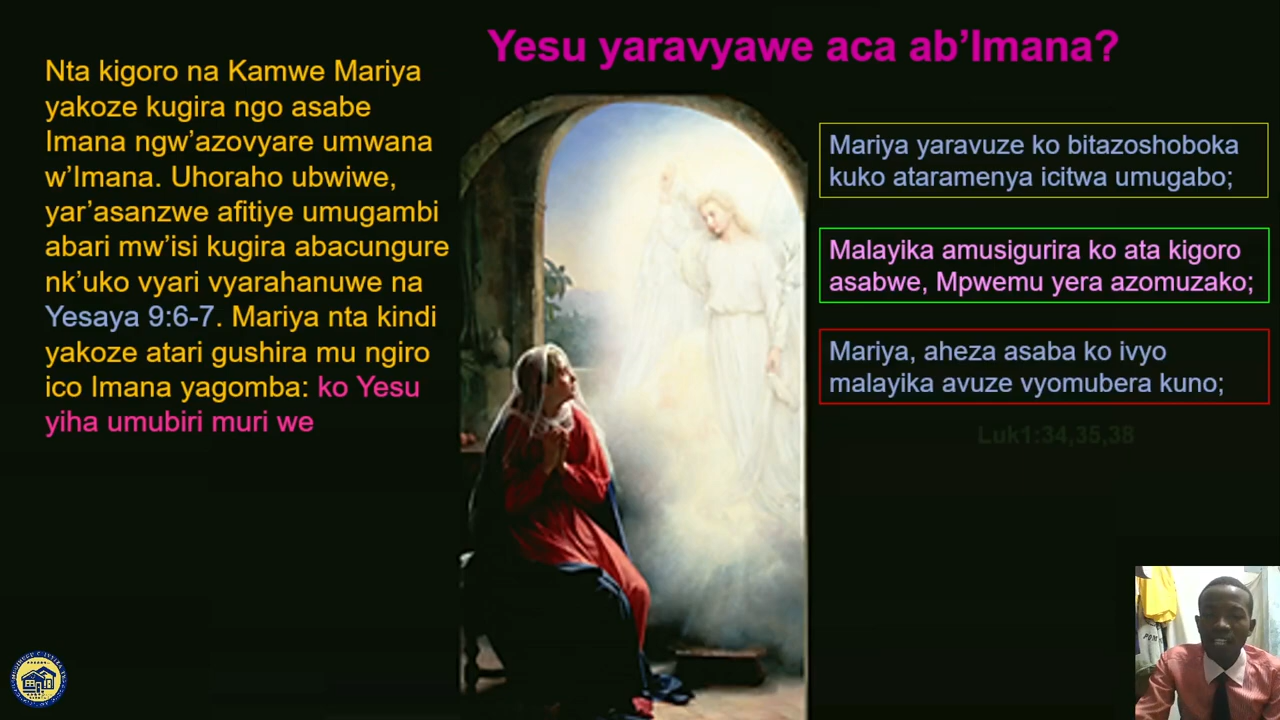 Yesu yaravyawe aca ab’Imana?
Nta kigoro na Kamwe Mariya
yakoze kugira ngo asabe
Imana ngw’azovyare umwana
w’Imana. Uhoraho ubwiwe,
yar’asanzwe afitiye umugambi
abari mw’isi kugira abacungure
nk’uko vyari vyarahanuwe na
Yesaya 9:6-7. Mariya nta kindi
yakoze atari gushira mu ngiro
ico Imana yagomba: ko Yesu
yiha umubiri muri we
Mariya yaravuze ko bitazoshoboka
kuko ataramenya icitwa umugabo;
Malayika amusigurira ko ata kigoro
asabwe, Mpwemu yera azomuzako;
Mariya, aheza asaba ko ivyo
malayika avuze vyomubera kuno;
Luk1:34,35,38